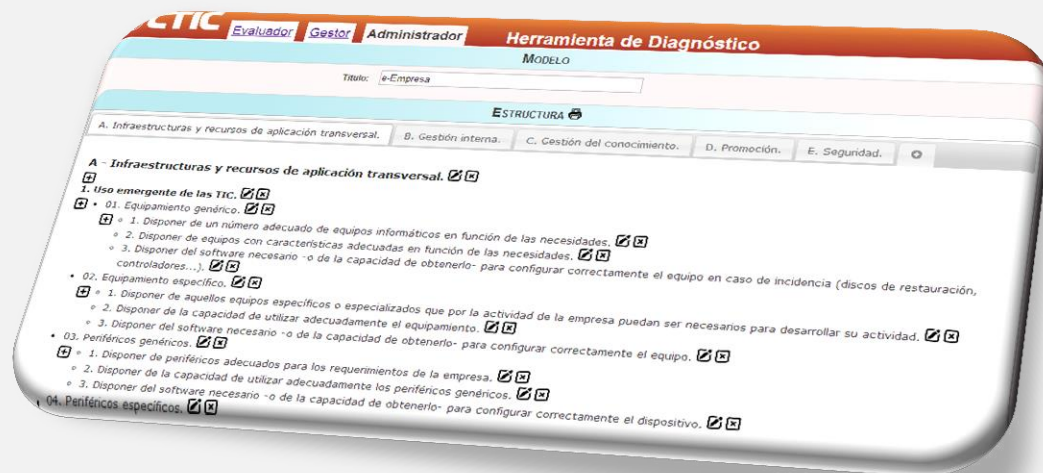 CTIC Evaluador Gestor Administrador Herramienta de Diagnóstico
MODELO
Título: e-Empresa
ESTRUCTURA
A. Infraestructuras y recursos de aplicación transversal. B. Gestión interna. C. Gestión del conocimiento. D. Promoción. E. Seguridad.
A - Infraestructuras y recursos de aplicación transversal.
1. Uso emergente de las TIC.
01. Equipamiento genérico.
1. Disponer de un número adecuado de equipos informáticos en función de las necesidades.
2. Disponer de equipos con características adecuadas en función de las necesidades.
3. Disponer del software necesario -o de la capacidad de obtenerlo- para configurar correctamente el equipo en caso de incidencia (discos de restauración,
controladores...).
02. Equipamiento específico.
1. Disponer de aquellos equipos específicos o especializados que por la actividad de la empresa puedan ser necesarios para desarrollar su actividad.
2. Disponer de la capacidad de utilizar adecuadamente el equipamiento.
3. Disponer del software necesario -o de la capacidad de obtenerlo- para configurar correctamente el equipo.
03. Periféricos genéricos.
1. Disponer de periféricos adecuados para los requerimientos de la empresa.
2. Disponer de la capacidad de utilizar adecuadamente los periféricos genéricos.
3. Disponer del software necesario -o de la capacidad de obtenerlo- para configurar correctamente el dispositivo.
04. Periféricos específicos.